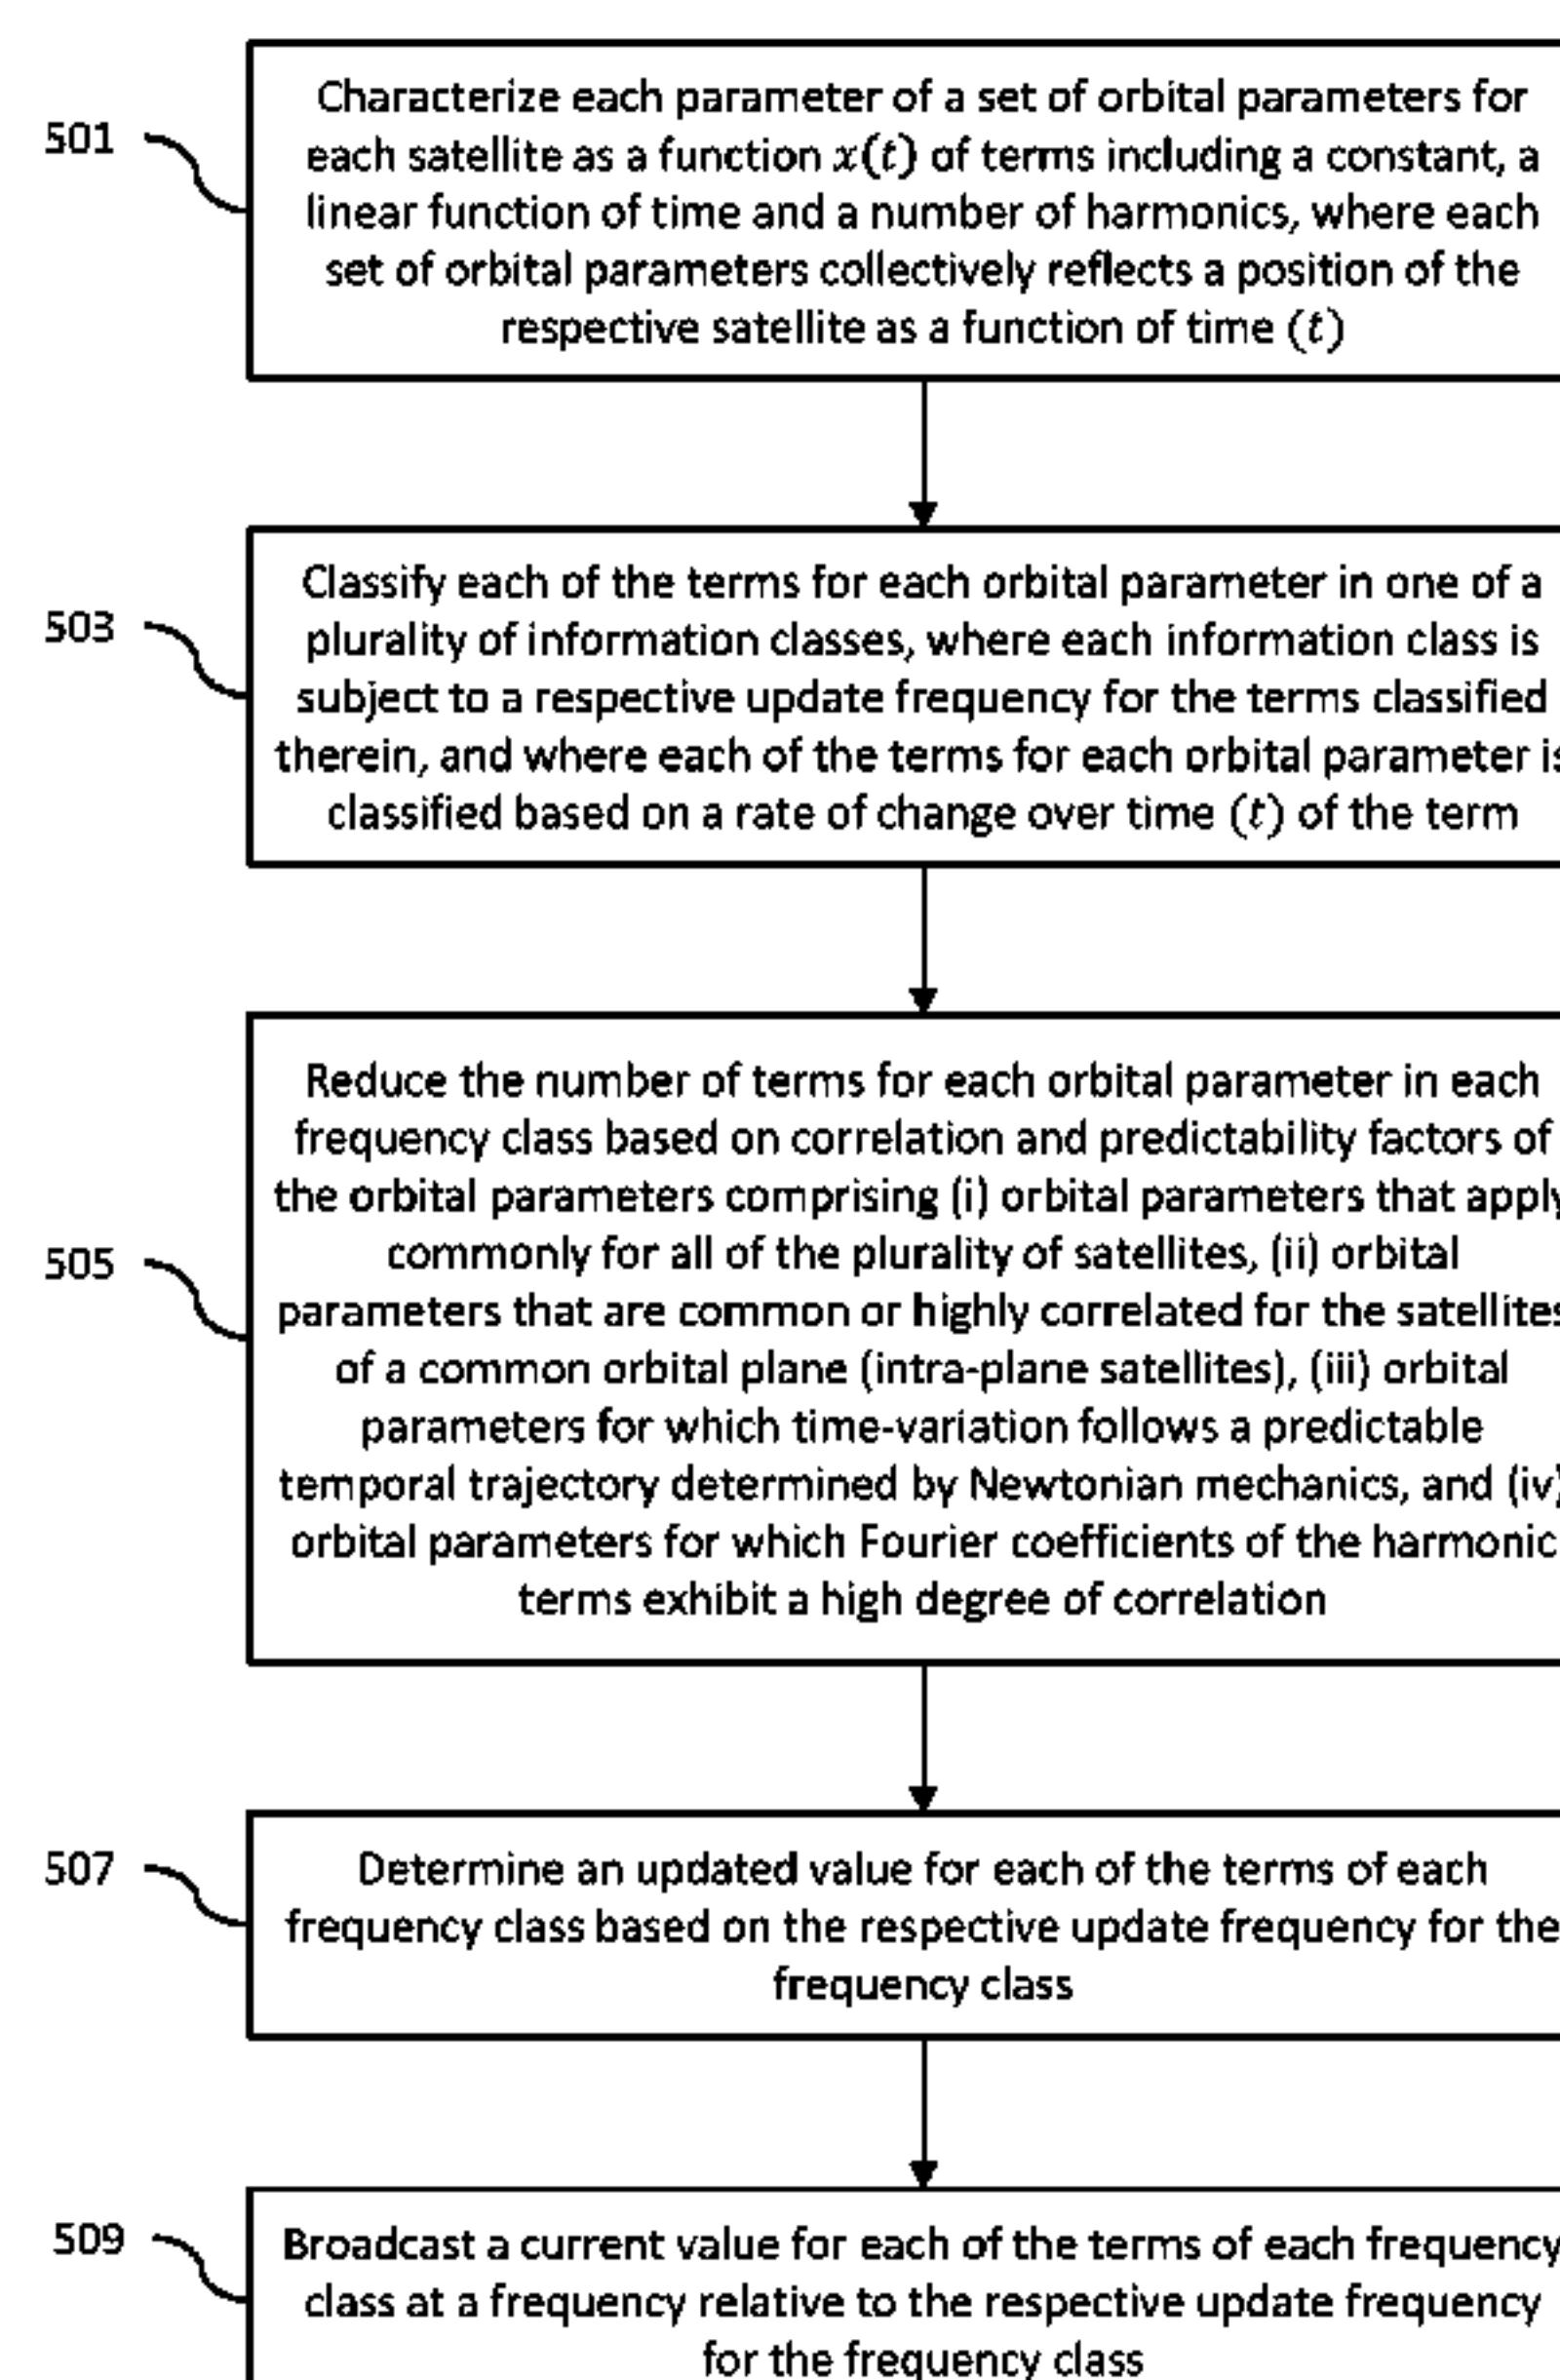 501
Characterize each parameter of a set of orbital parameters for
each satellite as a function x(t) of terms including a constant, a
linear function of time and a number of harmonics, where each
set of orbital parameters collectively reflects a position of the
respective satellite as a function of time (t)
503
Classify each of the terms for each orbital parameter in one of a
plurality of information classes, where each information class is
subject to a respective update frequency for the terms classified
therein, and where each of the terms for each orbital parameter is
classified based on a rate of change over time (t) of the term
505
Reduce the number of terms for each orbital parameter in each
frequency class based on correlation and predictability factors of
the orbital parameters comprising (i) orbital parameters that apply
commonly for all of the plurality of satellites, (ii) orbital
parameters that are common or highly correlated for the satellites
of a common orbital plane (intra-plane satellites), (iii) orbital
parameters for which time-variation follows a predictable
temporal trajectory determined by Newtonian mechanics, and (iv)
orbital parameters for which Fourier coefficients of the harmonic
terms exhibit a high degree of correlation
507
Determine an updated value for each of the terms of each
frequency class based on the respective update frequency for the
frequency class
509
Broadcast a current value for each of the terms of each frequency
class at a frequency relative to the respective update frequency
for the frequency class